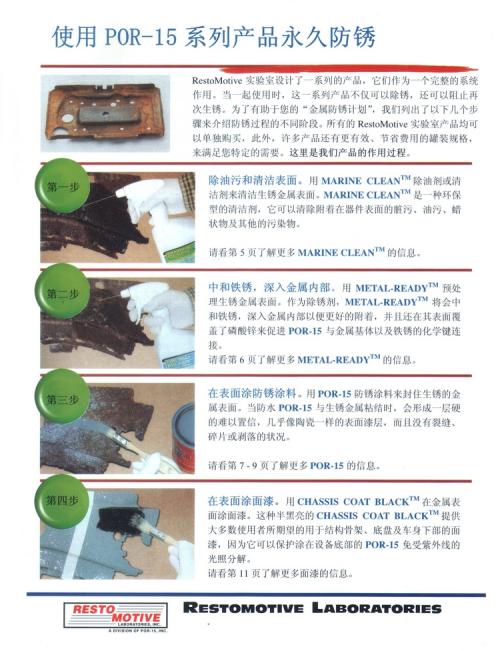 使用 POR-15 系列产品永久防锈
RestoMotive 实验室设计了一系列的产品，它们作为一个完整的系统
作用。当一起使用时，这一系列产品不仅可以除锈，还可以阻止再
次生锈。为了有助于您的“金属防锈计划”，我们列出了以下几个步
骤来介绍防锈过程的不同阶段。所有的 RestoMotive 实验室产品均可
以单独购买，此外，许多产品还有更有效、节省费用的罐装规格，
来满足您特定的需要。这里是我们产品的作用过程。
第一步
除油污和清洁表面。用 MARINE CLEAN™ 除油剂或清
洁剂来清洁生锈金属表面。MARINE CLEAN™ 是一种环保
型的清洁剂，它可以清除附着在器件表面的脏污、油污、蜡
状物及其他的污染物。
请看第 5 页了解更多 MARINE CLEAN™ 的信息。
第二步
中和铁锈，深入金属内部。用 METAL-READY™ 预处
理生锈金属表面。作为除锈剂，METAL-READY™ 将会中
和铁锈，深入金属内部以便更好的附着，并且还在其表面覆
盖了磷酸锌来促进 POR-15 与金属基体以及铁锈的化学键连
接。
请看第 6 页了解更多 METAL-READY™ 的信息。
第三步
在表面涂防锈涂料。用 POR-15 防锈涂料来封住生锈的金
属表面。当防水 POR-15 与生锈金属粘结时，会形成一层硬
的难以置信，几乎像陶瓷一样的表面漆层，而且没有裂缝、
碎片或剥落的状况。
请看第 7 - 9 页了解更多 POR-15 的信息。
第四步
在表面涂面漆。用 CHASSIS COAT BLACK™ 在金属表
面涂面漆。这种半黑亮的 CHASSIS COAT BLACK™ 提供
大多数使用者所期望的用于结构骨架、底盘及车身下部的面
漆，因为它可以保护涂在设备底部的 POR-15 免受紫外线的
光照分解。
请看第 11 页了解更多面漆的信息。
RESTO
MOTIVE
LABORATORIES, INC.
A DIVISION OF POR-15, INC.
RESTOMOTIVE LABORATORIES